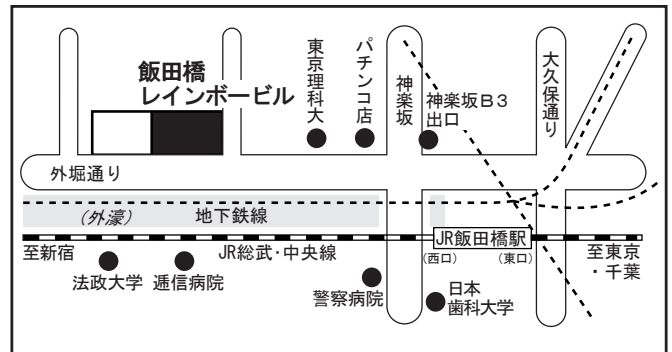 飯田橋
レインボービル
東京理科大
パチンコ店
神楽坂
神楽坂B3
出口
大久保通り
外堀通り
(外濠)
地下鉄線
JR飯田橋駅
(西口)
(東口)
至新宿
JR総武・中央線
至東京
・千葉
法政大学
逓信病院
警察病院
日本
歯科大学